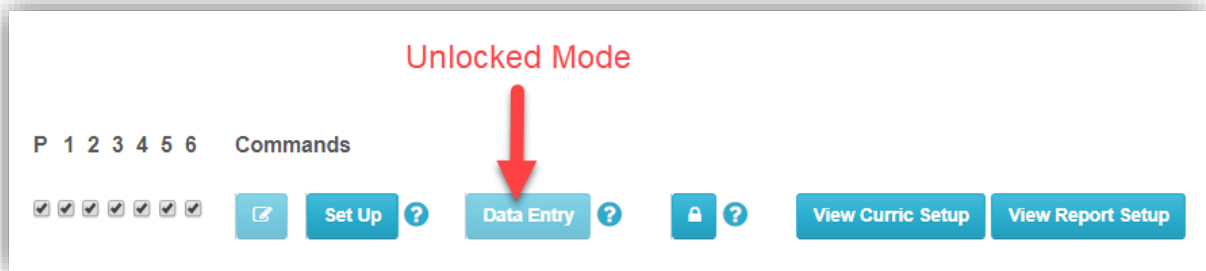 Unlocked Mode
P 1 2 3 4 5 6 Commands
Set Up ? Data Entry ? ? View Curric Setup View Report Setup